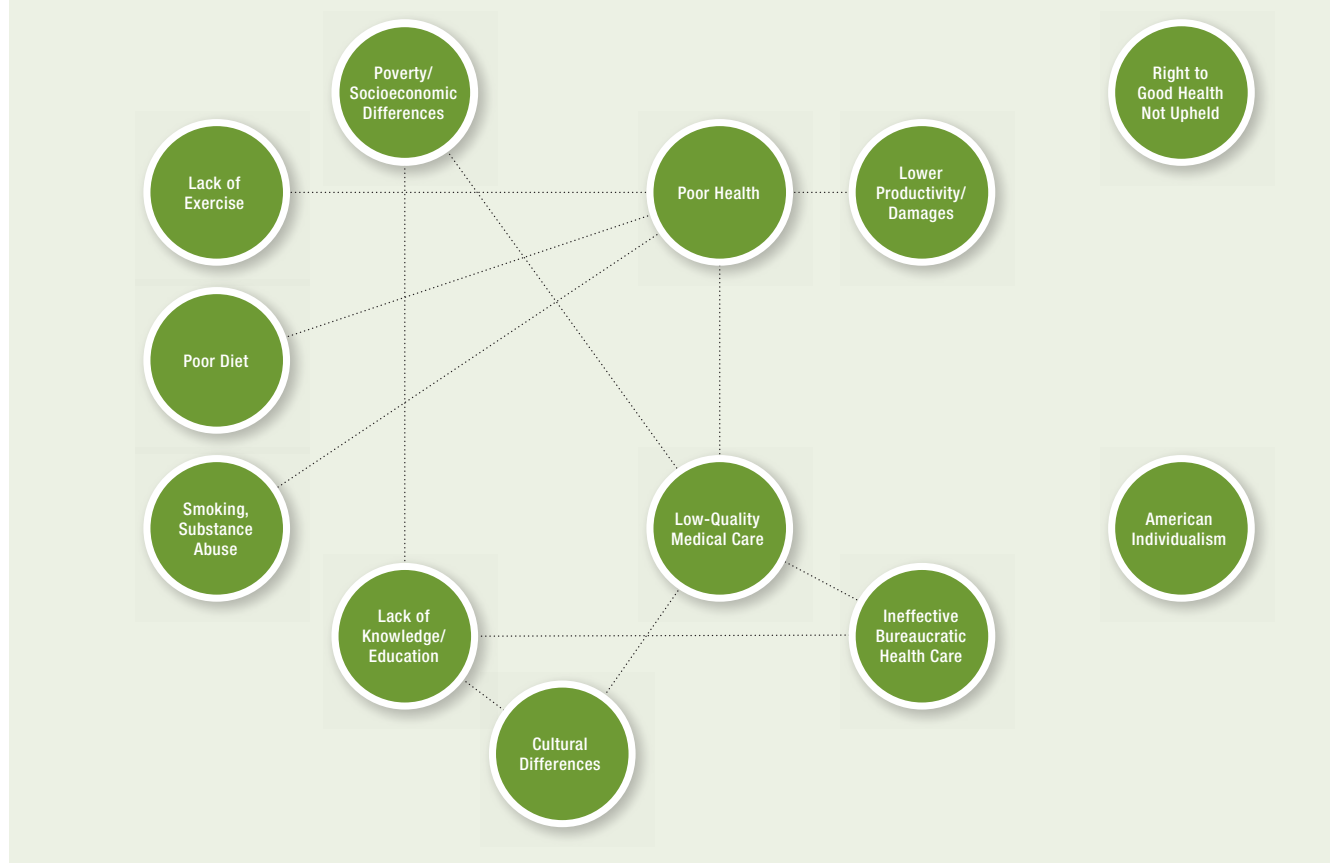 Poverty/
Socioeconomic
Differences
Right to
Good Health
Not Upheld
Lack of
Exercise
Poor Health
Lower
Productivity/
Damages
Poor Diet
Smoking,
Substance
Abuse
Low-Quality
Medical Care
American
Individualism
Lack of
Knowledge/
Education
Ineffective
Bureaucratic
Health Care
Cultural
Differences